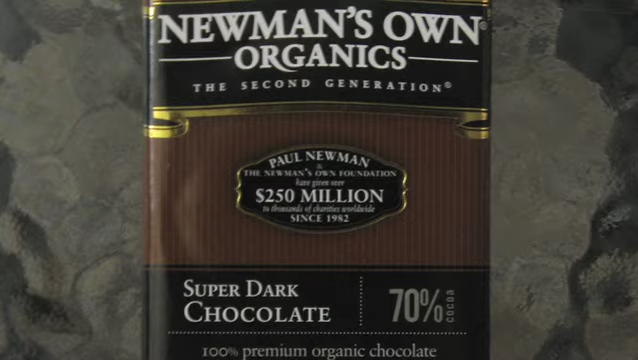 NEWMAN'S OWN®
ORGANICS
THE SECOND GENERATION®
PAUL NEWMAN
&
THE NEWMAN'S OWN FOUNDATION
have given over
$250 MILLION
to thousands of charities worldwide
SINCE 1982
SUPER DARK
CHOCOLATE
70% cocoa
100% premium organic chocolate